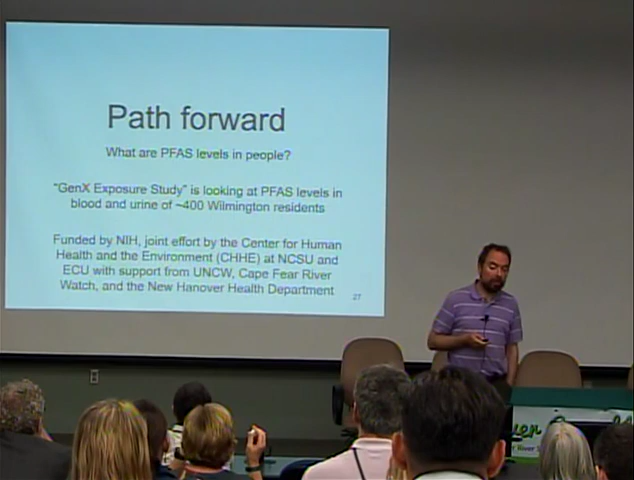 Path forward
What are PFAS levels in people?
“GenX Exposure Study” is looking at PFAS levels in
blood and urine of ~400 Wilmington residents
Funded by NIH, joint effort by the Center for Human
Health and the Environment (CHHE) at NCSU and
ECU with support from UNCW, Cape Fear River
Watch, and the New Hanover Health Department
27
River